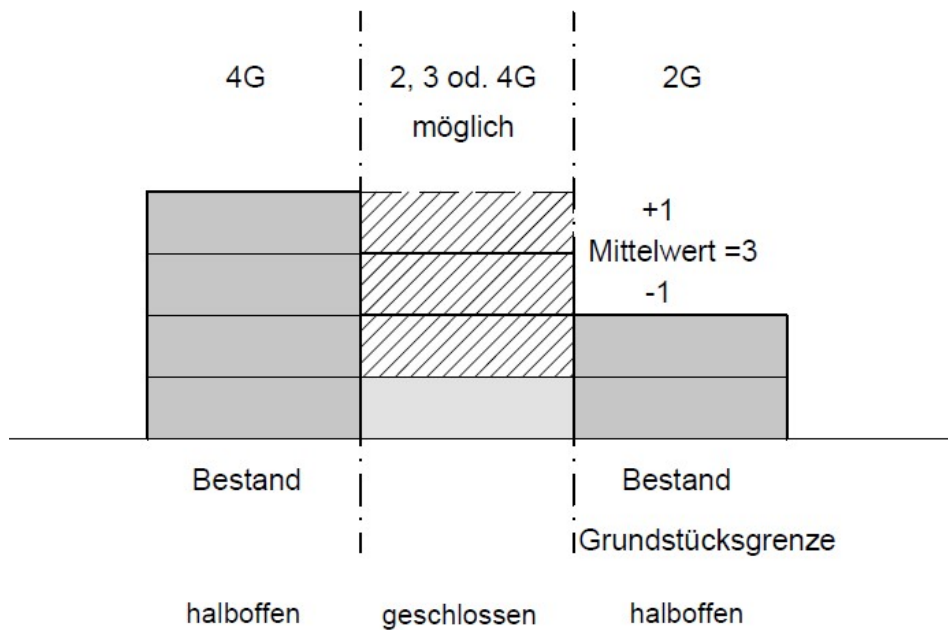 4G
2, 3 od. 4G
möglich
2G
+1
Mittelwert =3
-1
Bestand
Bestand
Grundstücksgrenze
halboffen
geschlossen
halboffen